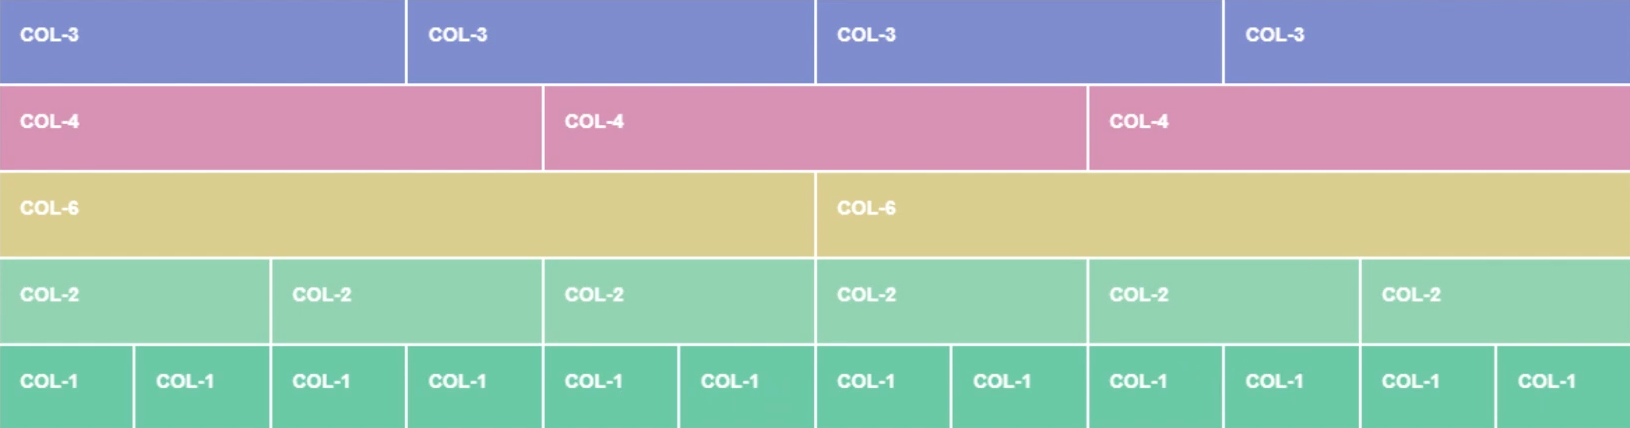 COL-3 COL-3 COL-3 COL-3
COL-4 COL-4 COL-4
COL-6 COL-6
COL-2 COL-2 COL-2 COL-2 COL-2 COL-2
COL-1 COL-1 COL-1 COL-1 COL-1 COL-1 COL-1 COL-1 COL-1 COL-1 COL-1 COL-1